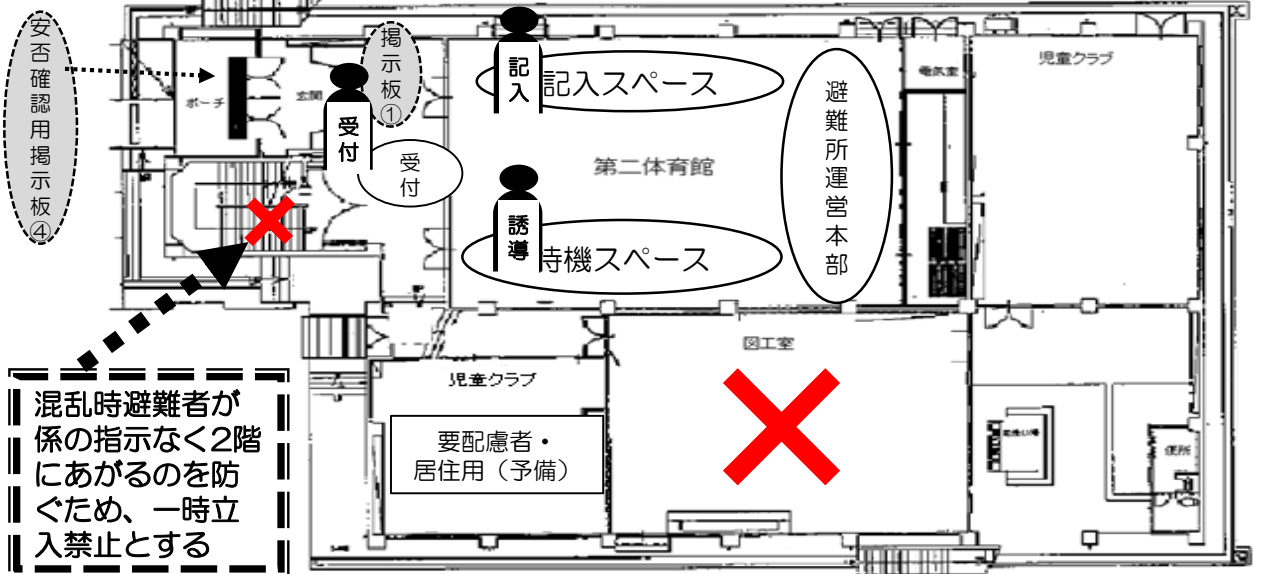 安否確認用掲示板④
掲示板①
ポーチ
玄関
受付
受付
記入
記入スペース
第二体育館
誘導
待機スペース
避難所運営本部
電気室
児童クラブ
図工室
児童クラブ
要配慮者・
居住用（予備）
便所
混乱時避難者が
係の指示なく2階
にあがるのを防
ぐため、一時立
入禁止とする